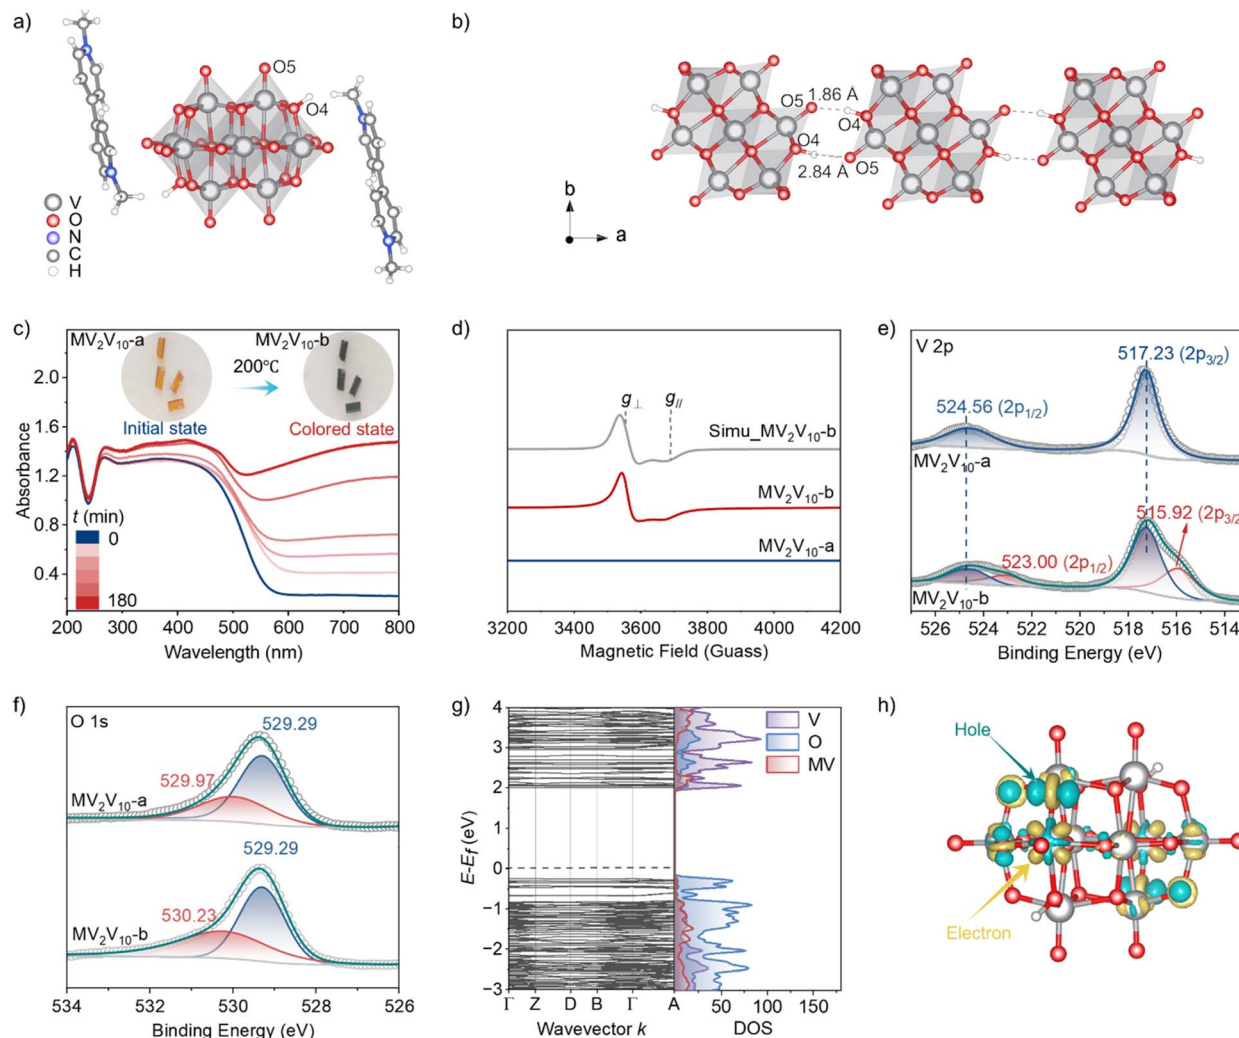 a)
O5
O4
V
O
N
C
H
b)
O5
1.86 Å
O4
O4
2.84 Å
O5
b
a
c)
MV₂V₁₀-a
MV₂V₁₀-b
200℃
Initial state
Colored state
t (min)
0
180
2.0
1.6
1.2
0.8
0.4
Absorbance
200 300 400 500 600 700 800
Wavelength (nm)
d)
g⊥
g//
Simu_MV₂V₁₀-b
MV₂V₁₀-b
MV₂V₁₀-a
3200 3400 3600 3800 4000 4200
Magnetic Field (Guass)
e)
V 2p
517.23 (2p₃/₂)
524.56 (2p₁/₂)
MV₂V₁₀-a
515.92 (2p₃/₂)
523.00 (2p₁/₂)
MV₂V₁₀-b
526 524 522 520 518 516 514
Binding Energy (eV)
f)
O 1s
529.29
529.97
MV₂V₁₀-a
529.29
530.23
MV₂V₁₀-b
534 532 530 528 526
Binding Energy (eV)
g)
4
3
2
1
0
−1
−2
−3
E-Ef (eV)
Γ Z D B Γ A
Wavevector k
V
O
MV
50 100 150
DOS
h)
Hole
Electron